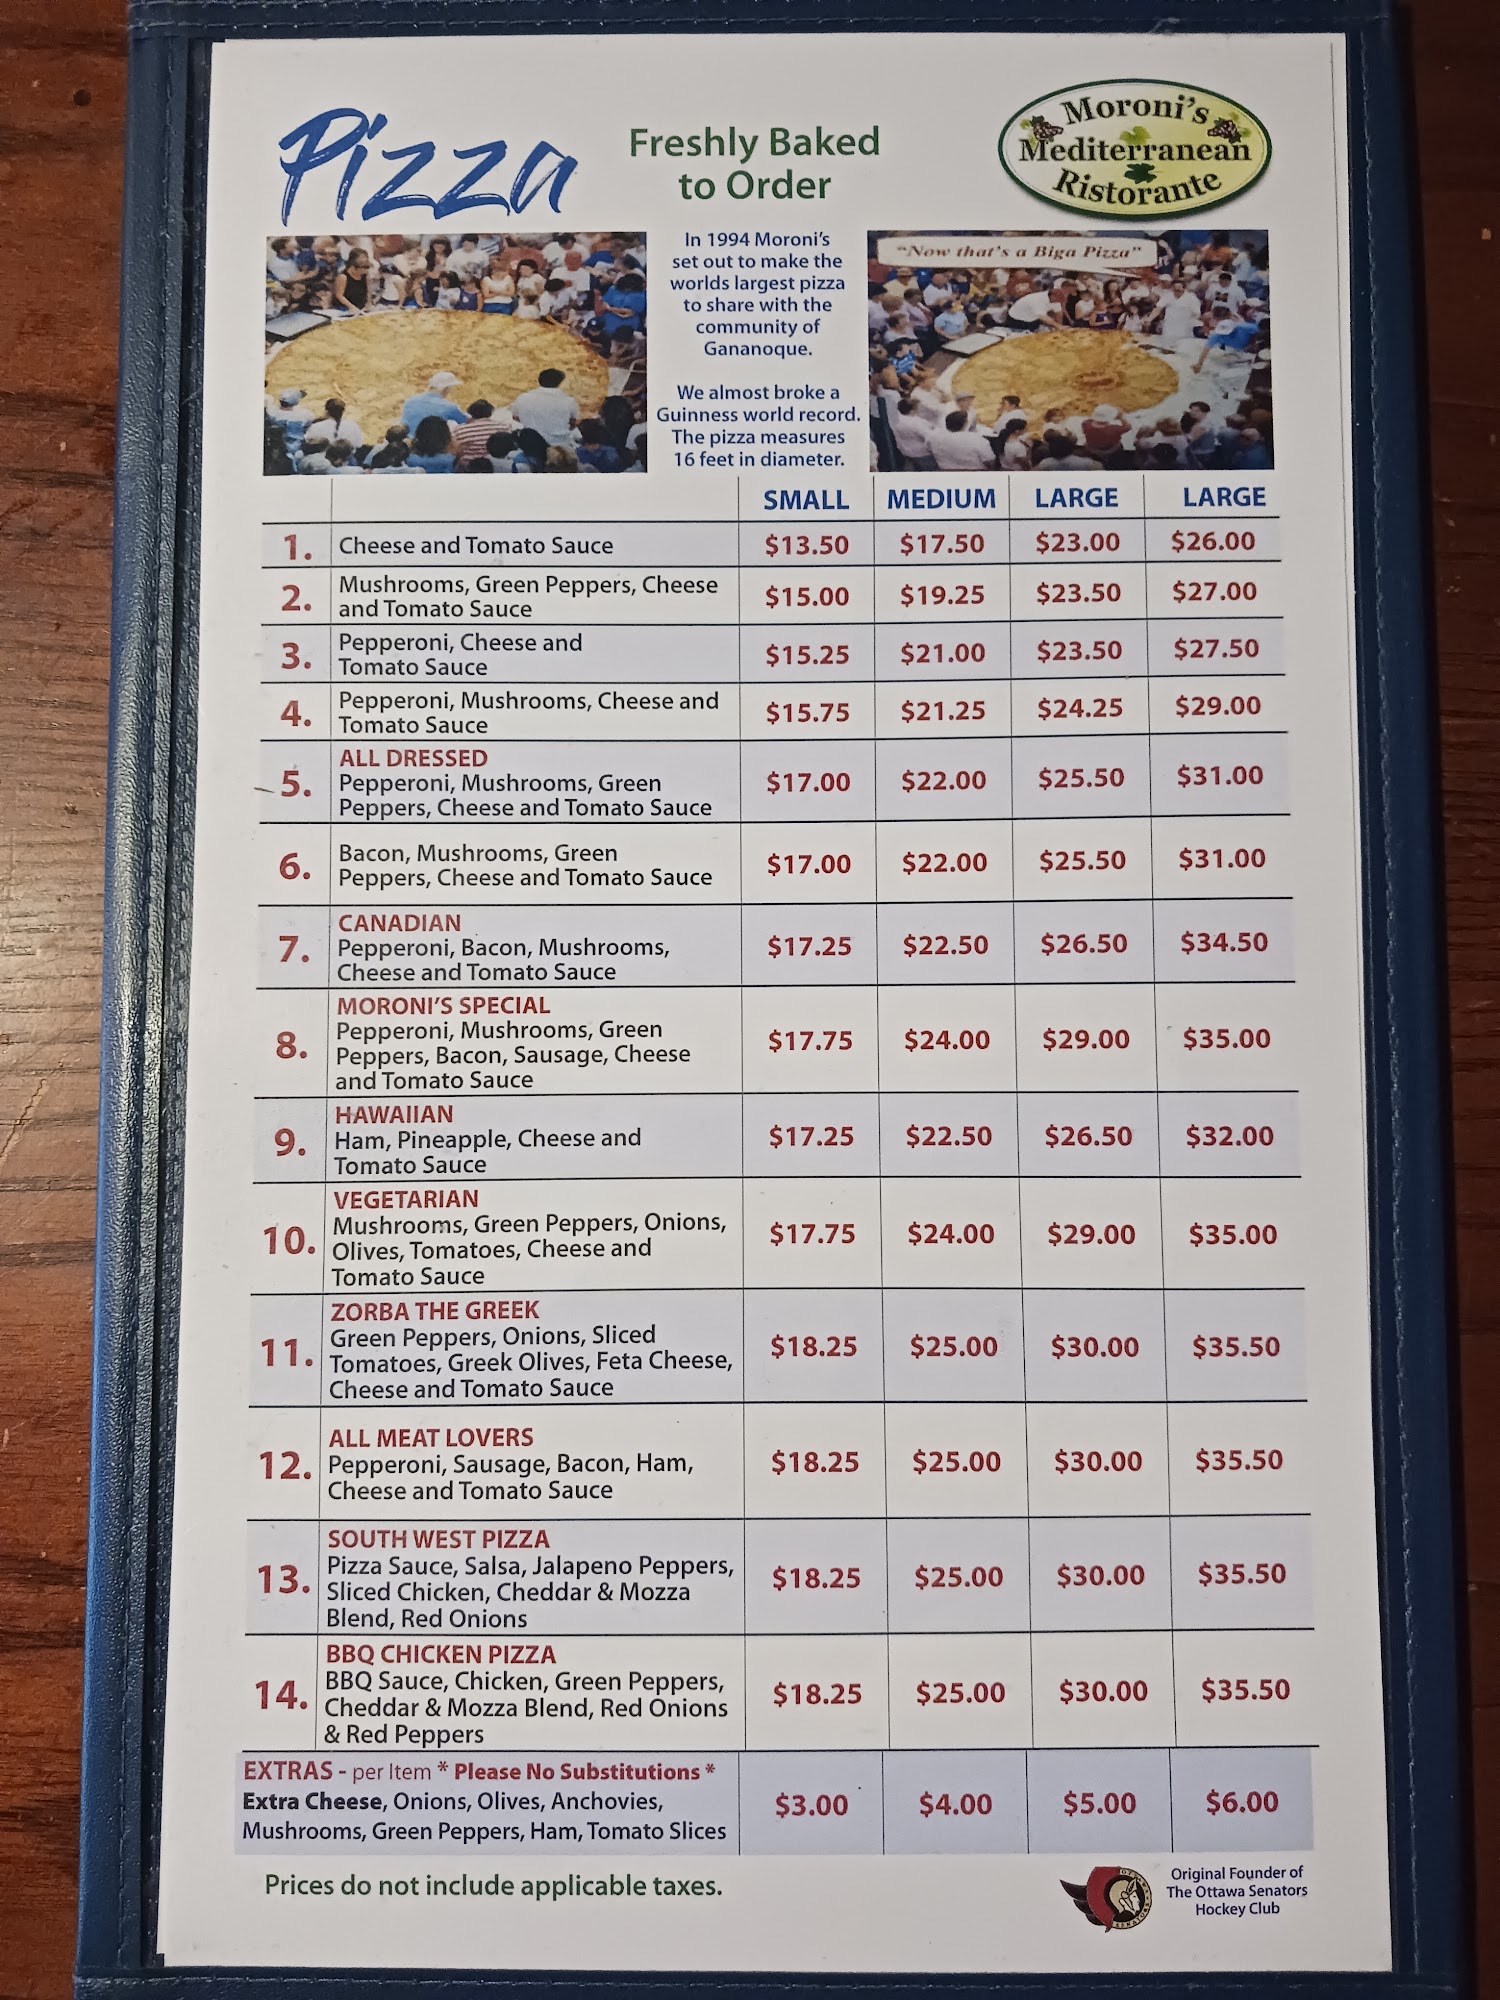 Pizza
Freshly Baked
to Order
Moroni's
Mediterranean
Ristorante
In 1994 Moroni's
set out to make the
worlds largest pizza
to share with the
community of
Gananoque.
We almost broke a
Guinness world record.
The pizza measures
16 feet in diameter.
"Now that's a Biga Pizza"
SMALL MEDIUM LARGE LARGE
1. Cheese and Tomato Sauce $13.50 $17.50 $23.00 $26.00
2. Mushrooms, Green Peppers, Cheese
and Tomato Sauce $15.00 $19.25 $23.50 $27.00
3. Pepperoni, Cheese and
Tomato Sauce $15.25 $21.00 $23.50 $27.50
4. Pepperoni, Mushrooms, Cheese and
Tomato Sauce $15.75 $21.25 $24.25 $29.00
ALL DRESSED
5. Pepperoni, Mushrooms, Green $17.00 $22.00 $25.50 $31.00
Peppers, Cheese and Tomato Sauce
6. Bacon, Mushrooms, Green
Peppers, Cheese and Tomato Sauce $17.00 $22.00 $25.50 $31.00
CANADIAN
7. Pepperoni, Bacon, Mushrooms, $17.25 $22.50 $26.50 $34.50
Cheese and Tomato Sauce
MORONI'S SPECIAL
Pepperoni, Mushrooms, Green
8. Peppers, Bacon, Sausage, Cheese $17.75 $24.00 $29.00 $35.00
and Tomato Sauce
HAWAIIAN
9. Ham, Pineapple, Cheese and $17.25 $22.50 $26.50 $32.00
Tomato Sauce
VEGETARIAN
Mushrooms, Green Peppers, Onions,
10. Olives, Tomatoes, Cheese and $17.75 $24.00 $29.00 $35.00
Tomato Sauce
ZORBA THE GREEK
Green Peppers, Onions, Sliced
11. Tomatoes, Greek Olives, Feta Cheese, $18.25 $25.00 $30.00 $35.50
Cheese and Tomato Sauce
ALL MEAT LOVERS
12. Pepperoni, Sausage, Bacon, Ham, $18.25 $25.00 $30.00 $35.50
Cheese and Tomato Sauce
SOUTH WEST PIZZA
Pizza Sauce, Salsa, Jalapeno Peppers,
13. Sliced Chicken, Cheddar & Mozza $18.25 $25.00 $30.00 $35.50
Blend, Red Onions
BBQ CHICKEN PIZZA
BBQ Sauce, Chicken, Green Peppers,
14. Cheddar & Mozza Blend, Red Onions $18.25 $25.00 $30.00 $35.50
& Red Peppers
EXTRAS - per Item * Please No Substitutions *
Extra Cheese, Onions, Olives, Anchovies, $3.00 $4.00 $5.00 $6.00
Mushrooms, Green Peppers, Ham, Tomato Slices
Prices do not include applicable taxes.
Original Founder of
The Ottawa Senators
Hockey Club